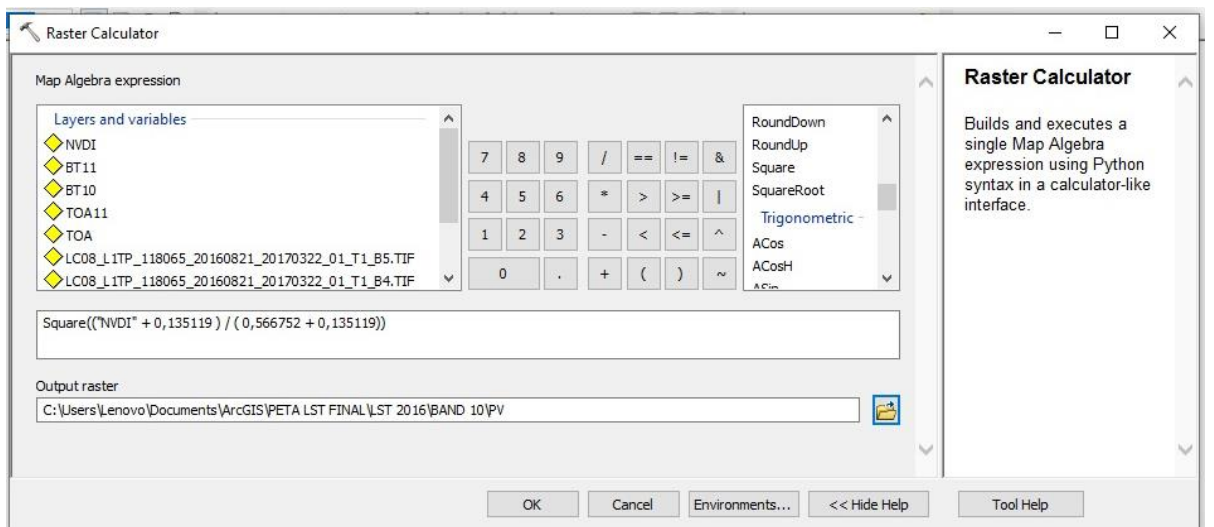 Raster Calculator
Map Algebra expression
Layers and variables
NVDI
BT11
BT10
TOA11
TOA
LC08_L1TP_118065_20160821_20170322_01_T1_B5.TIF
LC08_L1TP_118065_20160821_20170322_01_T1_B4.TIF
7 8 9 / == != &
4 5 6 * > >= |
1 2 3 - < <= ^
0 . + ( ) ~
RoundDown
RoundUp
Square
SquareRoot
Trigonometric
ACos
ACosH
Square(("NVDI" + 0,135119 ) / ( 0,566752 + 0,135119))
Output raster
C:\Users\Lenovo\Documents\ArcGIS\PETA LST FINAL\LST 2016\BAND 10\PV
OK Cancel Environments... << Hide Help Tool Help
Raster Calculator
Builds and executes a
single Map Algebra
expression using Python
syntax in a calculator-like
interface.